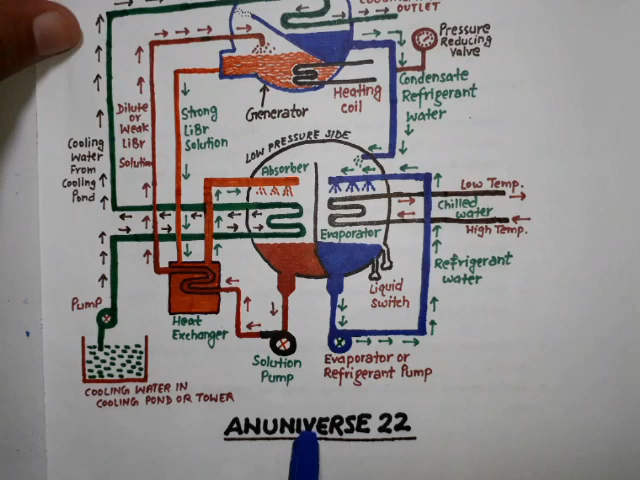 OUTLET
Pressure
Reducing
Valve
Condensate
Refrigerant
Water
Heating
coil
Generator
Dilute
or
Weak
LiBr
Solution
Strong
LiBr
Solution
Cooling
Water
From
Cooling
Pond
LOW PRESSURE SIDE
Absorber
Evaporator
Low Temp.
Chilled
water
High Temp.
Refrigerant
water
Liquid
Switch
Pump
Heat
Exchanger
Solution
Pump
Evaporator or
Refrigerant Pump
COOLING WATER IN
COOLING POND OR TOWER
ANUNIVERSE 22